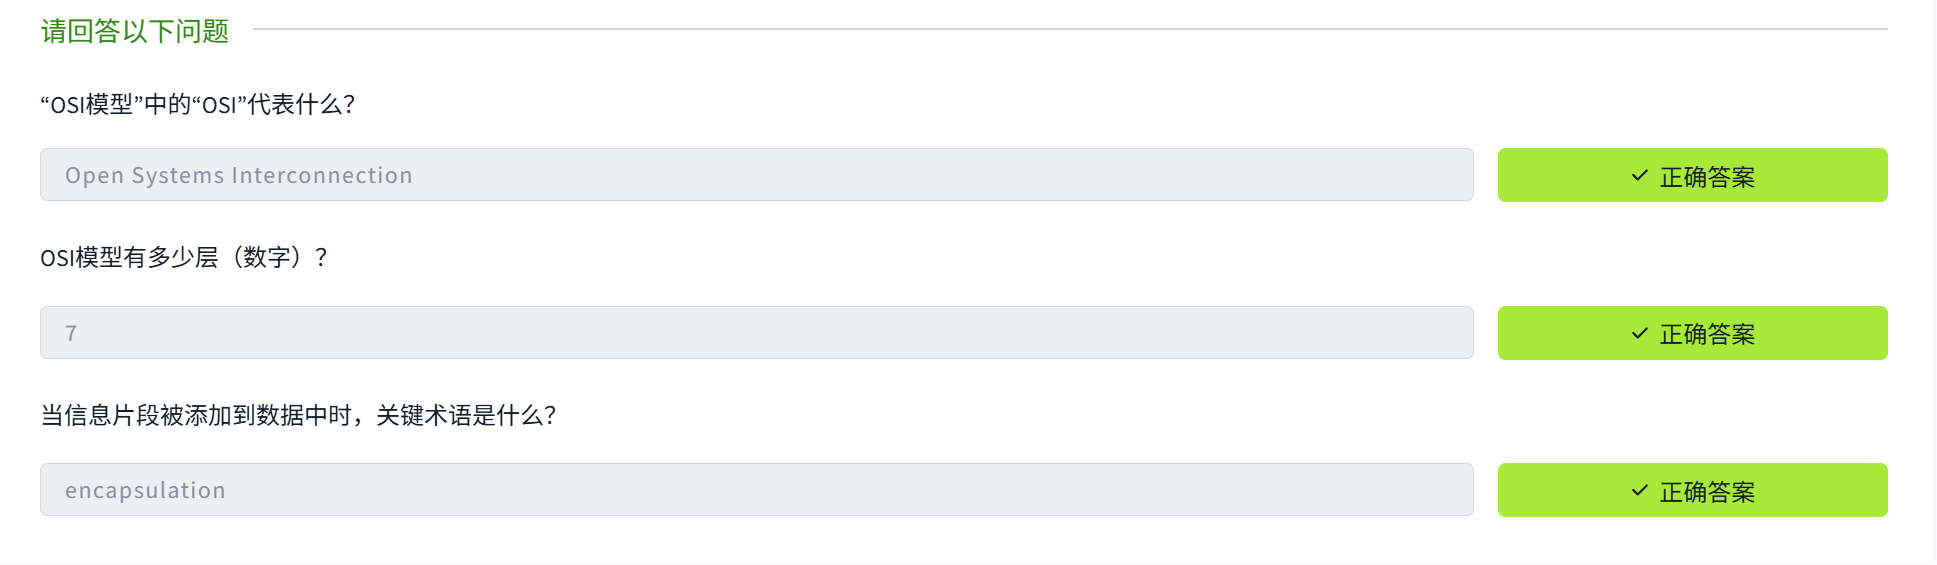 请回答以下问题
“OSI模型”中的“OSI”代表什么？
Open Systems Interconnection
✓ 正确答案
OSI模型有多少层（数字）？
7
✓ 正确答案
当信息片段被添加到数据中时，关键术语是什么？
encapsulation
✓ 正确答案